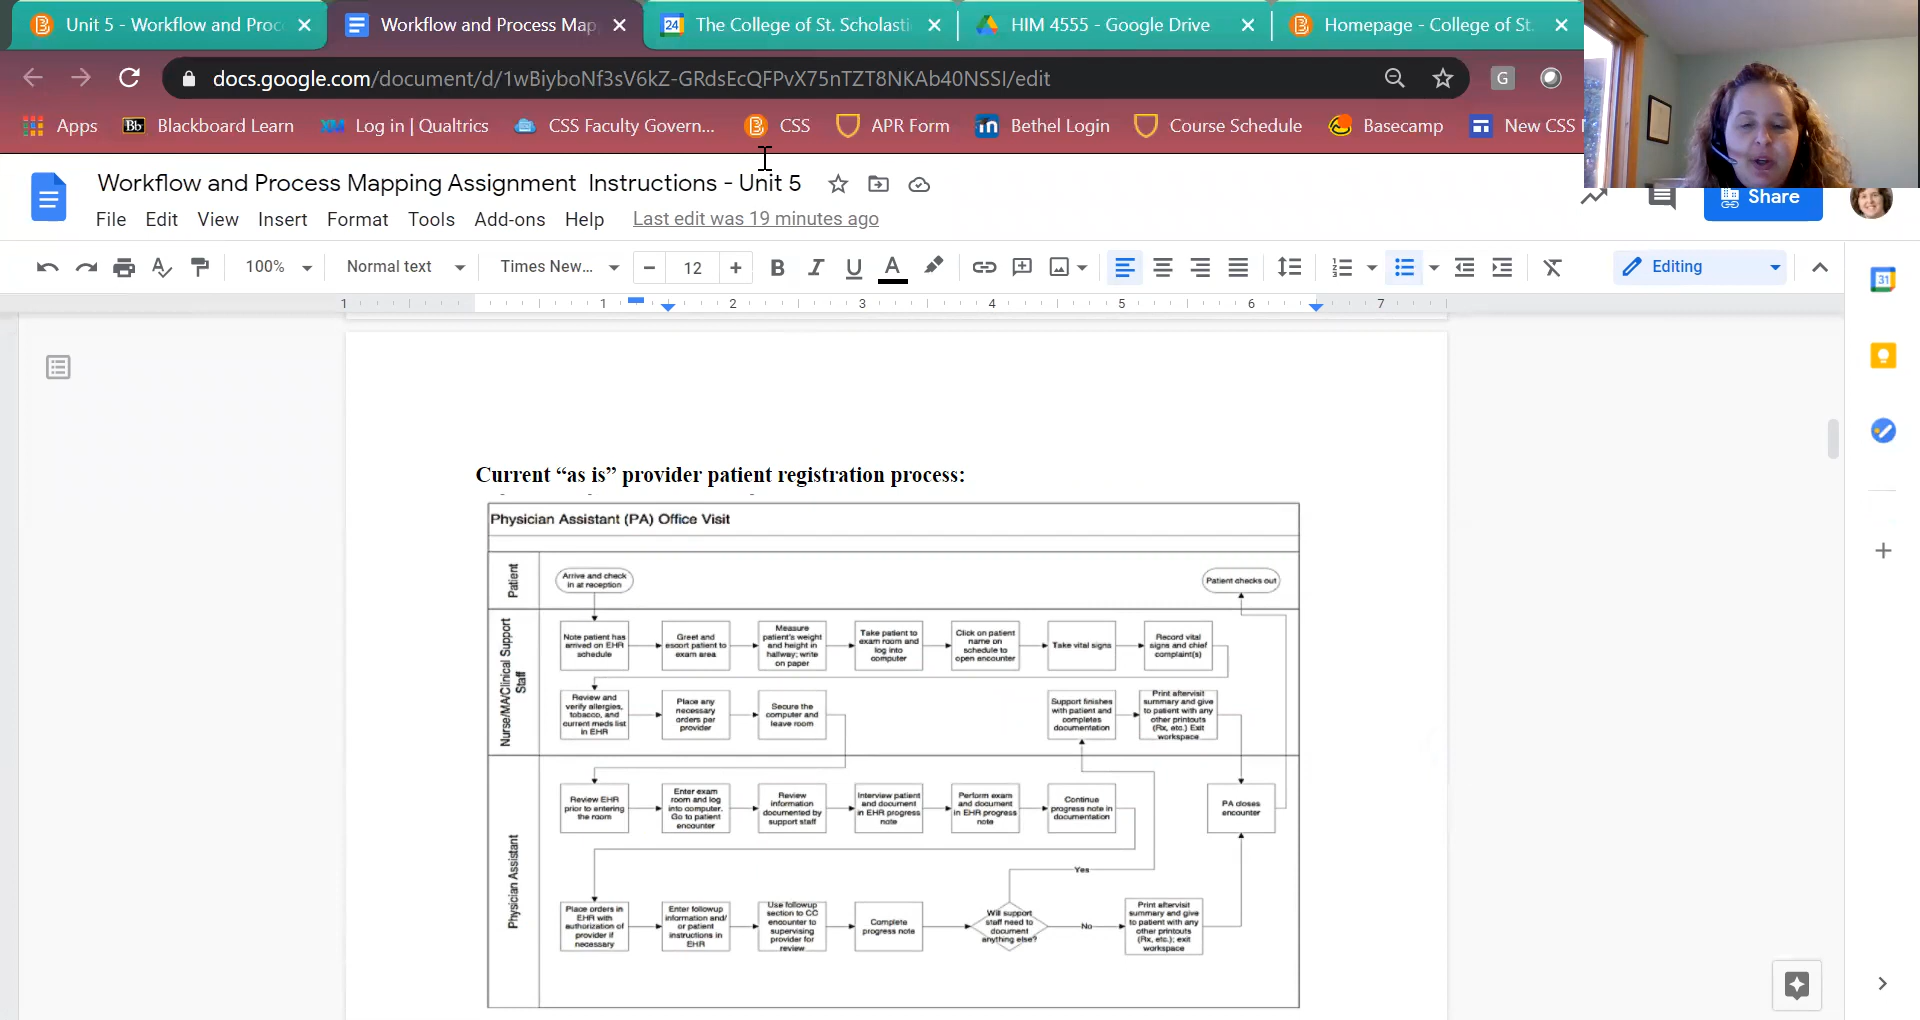 Unit 5 - Workflow and Proc
Workflow and Process Map
24
The College of St. Scholasti
HIM 4555 - Google Drive
Homepage - College of St.
docs.google.com/document/d/1wBiyboNf3sV6kZ-GRdsEcQFPvX75nTZT8NKAb40NSSI/edit
G
Apps
Bb
Blackboard Learn
XM
Log in | Qualtrics
CSS Faculty Govern...
CSS
APR Form
in
Bethel Login
Course Schedule
Basecamp
New CSS
Workflow and Process Mapping Assignment Instructions - Unit 5
Share
File Edit View Insert Format Tools Add-ons Help
Last edit was 19 minutes ago
100%
Normal text
Times New...
12
B I U A
Editing
31
1 1 2 3 4 5 6 7
Current “as is” provider patient registration process:
Physician Assistant (PA) Office Visit
Patient
Arrive and check
in at reception
Patient checks out
Nurse/MA/Clinical Support
Staff
Note patient has
arrived on EHR
schedule
Greet and
escort patient to
exam area
Measure
patient's weight
and height in
hallway; write
on paper
Take patient to
exam room and
log into
computer
Click on patient
name on
schedule to
open encounter
Take vital signs
Record vital
signs and chief
complaint(s)
Review and
verify allergies,
tobacco, and
current meds list
in EHR
Place any
necessary
orders per
provider
Secure the
computer and
leave room
Support finishes
with patient and
completes
documentation
Print aftervisit
summary and give
to patient with any
other printouts
(Rx, etc.) Exit
workspace
Physician Assistant
Review EHR
prior to entering
the room
Enter exam
room and log
into computer.
Go to patient
encounter
Review
information
documented by
support staff
Interview patient
and document
in EHR progress
note
Perform exam
and document
in EHR progress
note
Continue
progress note in
documentation
PA closes
encounter
Yes
Place orders in
EHR with
authorization of
provider if
necessary
Enter followup
information and/
or patient
instructions in
EHR
Use followup
section to CC
encounter to
supervising
provider for
review
Complete
progress note
Will support
staff need to
document
anything else?
No
Print aftervisit
summary and give
to patient with any
other printouts
(Rx, etc.); exit
workspace